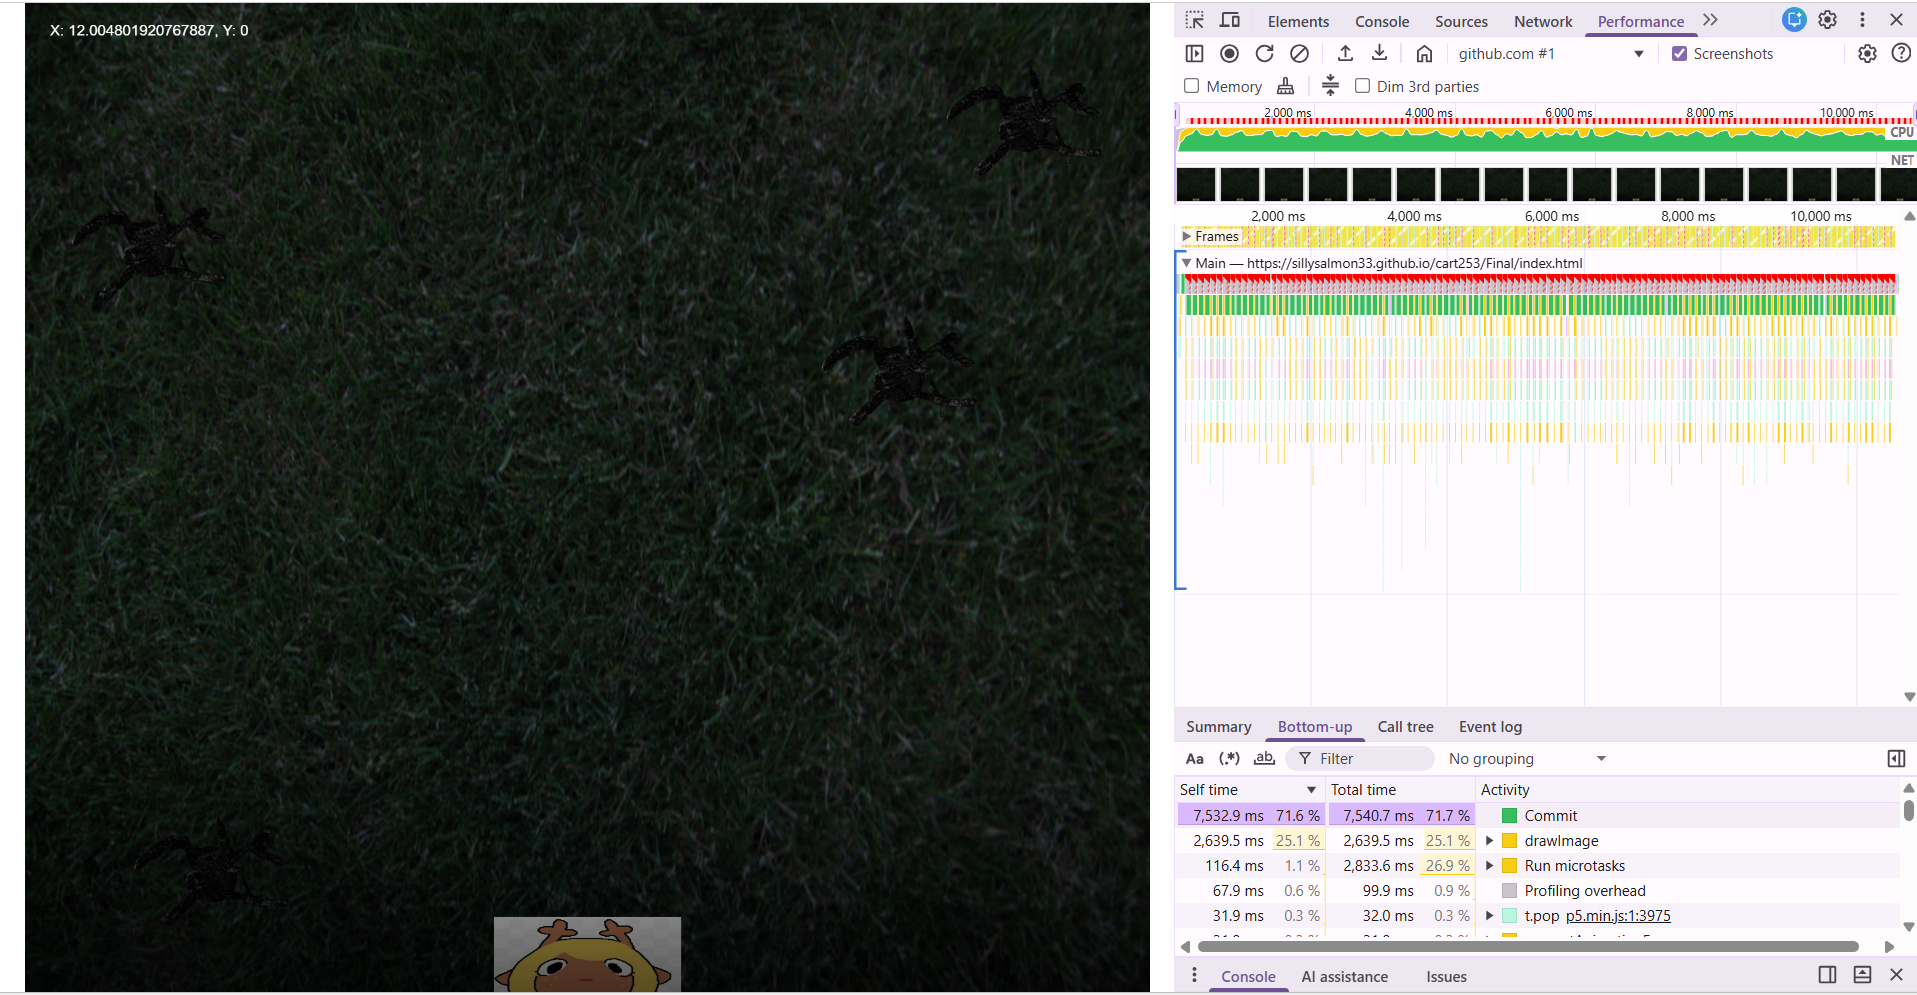 X: 12.004801920767887, Y: 0
Elements Console Sources Network Performance
github.com #1 Screenshots
Memory Dim 3rd parties
2,000 ms 4,000 ms 6,000 ms 8,000 ms 10,000 ms
CPU
NET
2,000 ms 4,000 ms 6,000 ms 8,000 ms 10,000 ms
Frames
Main — https://sillysalmon33.github.io/cart253/Final/index.html
Summary Bottom-up Call tree Event log
Aa (.*) ab Filter No grouping
Self time Total time Activity
7,532.9 ms 71.6 % 7,540.7 ms 71.7 % Commit
2,639.5 ms 25.1 % 2,639.5 ms 25.1 % drawImage
116.4 ms 1.1 % 2,833.6 ms 26.9 % Run microtasks
67.9 ms 0.6 % 99.9 ms 0.9 % Profiling overhead
31.9 ms 0.3 % 32.0 ms 0.3 % t.pop p5.min.js:1:3975
Console AI assistance Issues